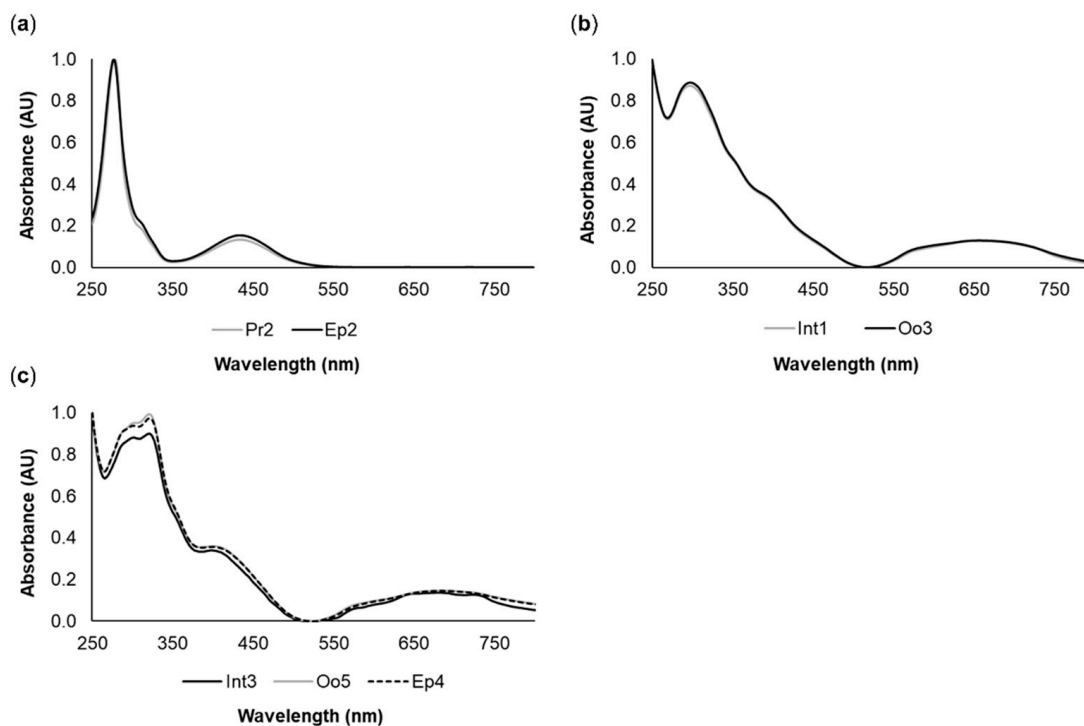 (a)
1.0
0.8
0.6
0.4
0.2
0.0
Absorbance (AU)
250 350 450 550 650 750
Pr2 Ep2
Wavelength (nm)
(b)
1.0
0.8
0.6
0.4
0.2
0.0
Absorbance (AU)
250 350 450 550 650 750
Int1 Oo3
Wavelength (nm)
(c)
1.0
0.8
0.6
0.4
0.2
0.0
Absorbance (AU)
250 350 450 550 650 750
Int3 Oo5 Ep4
Wavelength (nm)